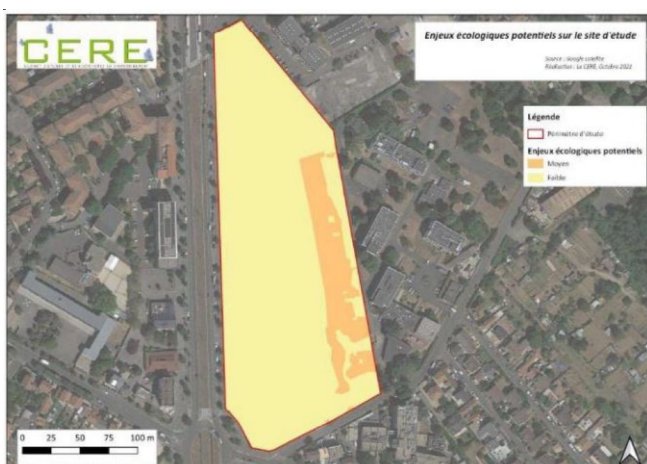 CERE
Enjeux écologiques potentiels sur le site d'étude
Source : Google satellite
Réalisation : Le CERE, Octobre 2022
Légende
Périmètre d'étude
Enjeux écologiques potentiels
Moyen
Faible
0 25 50 75 100 m